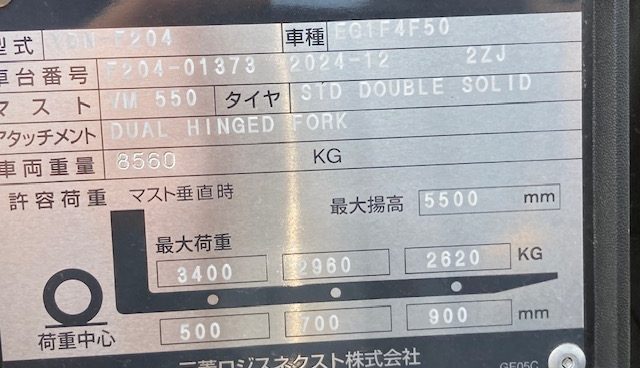 型式 YDN-F204 車種 EQ1F4F50
車台番号 F204-01373 2024-12 2ZJ
マスト VM 550 タイヤ STD DOUBLE SOLID
アタッチメント DUAL HINGED FORK
車両重量 8560 KG
許容荷重 マスト垂直時 最大揚高 5500 mm
最大荷重
3400 2960 2620 KG
荷重中心 500 700 900 mm
三菱ロジスネクスト株式会社
GE05C